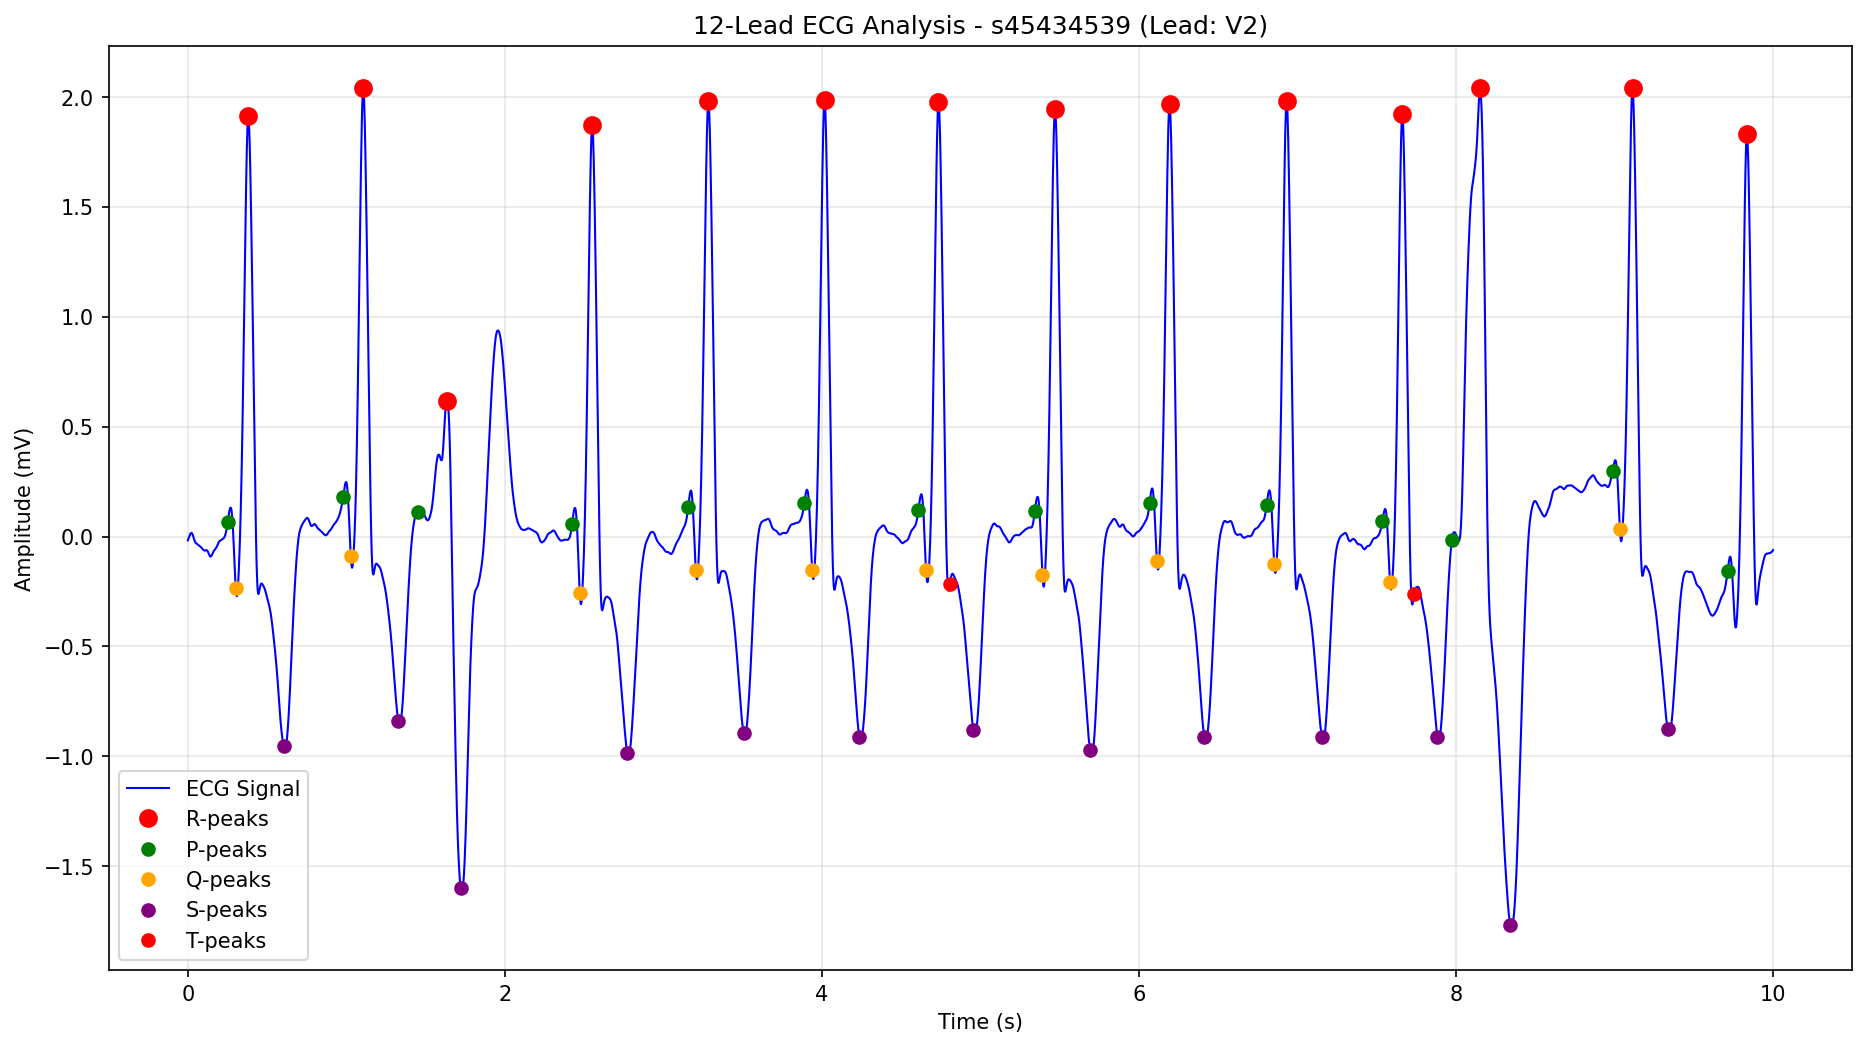 12-Lead ECG Analysis - s45434539 (Lead: V2)
Amplitude (mV)
2.0
1.5
1.0
0.5
0.0
−0.5
−1.0
−1.5
ECG Signal
R-peaks
P-peaks
Q-peaks
S-peaks
T-peaks
0 2 4 6 8 10
Time (s)